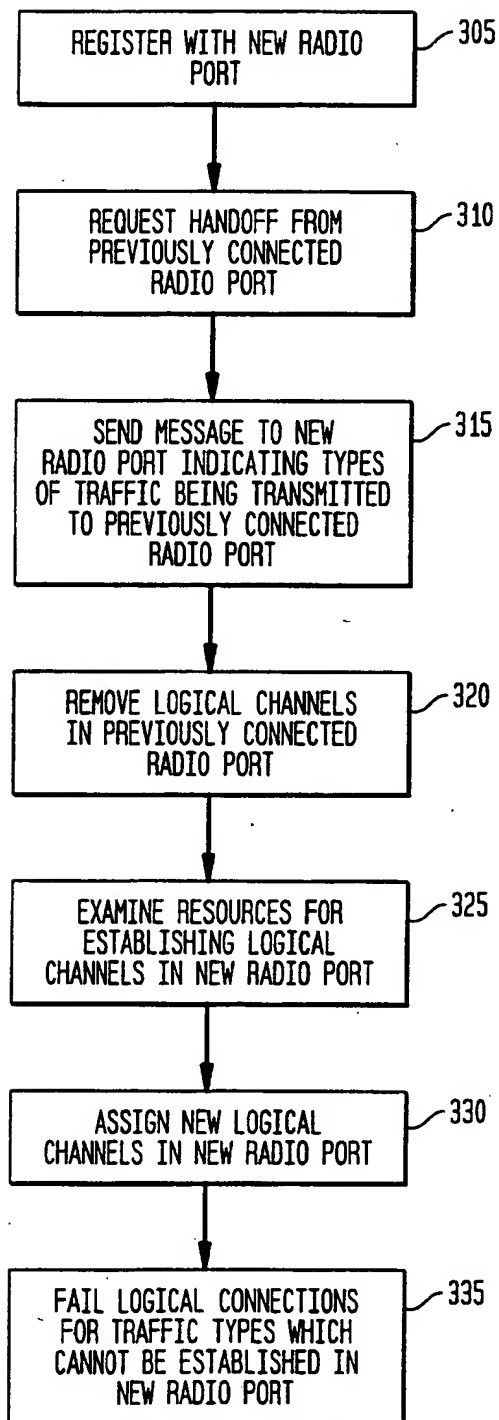 REGISTER WITH NEW RADIO
PORT
305
REQUEST HANDOFF FROM
PREVIOUSLY CONNECTED
RADIO PORT
310
SEND MESSAGE TO NEW
RADIO PORT INDICATING TYPES
OF TRAFFIC BEING TRANSMITTED
TO PREVIOUSLY CONNECTED
RADIO PORT
315
REMOVE LOGICAL CHANNELS
IN PREVIOUSLY CONNECTED
RADIO PORT
320
EXAMINE RESOURCES FOR
ESTABLISHING LOGICAL
CHANNELS IN NEW RADIO PORT
325
ASSIGN NEW LOGICAL
CHANNELS IN NEW RADIO PORT
330
FAIL LOGICAL CONNECTIONS
FOR TRAFFIC TYPES WHICH
CANNOT BE ESTABLISHED IN
NEW RADIO PORT
335